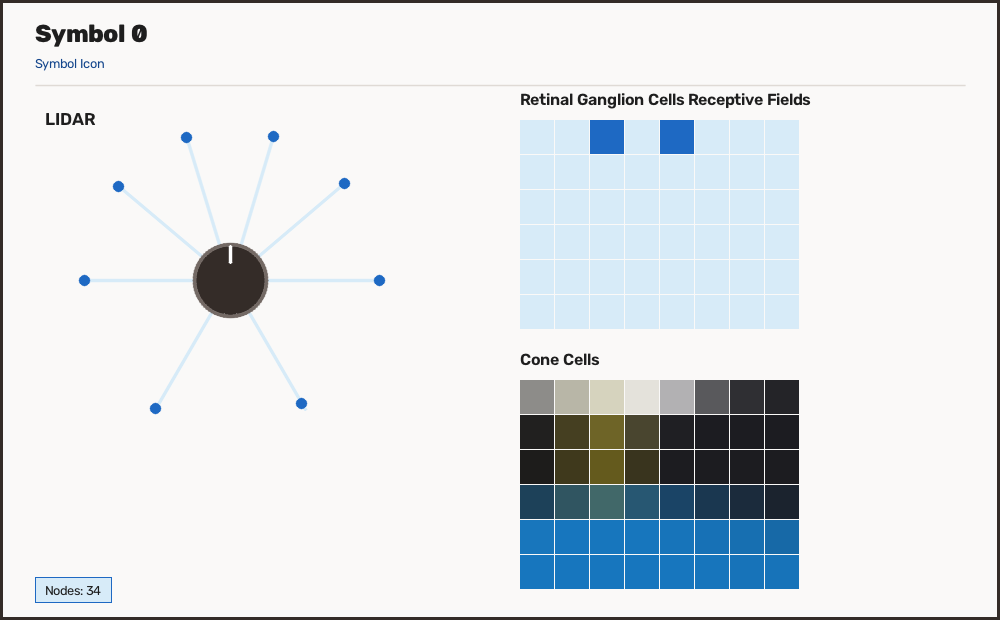 Symbol 0
Symbol Icon
LIDAR
Retinal Ganglion Cells Receptive Fields
Cone Cells
Nodes: 34